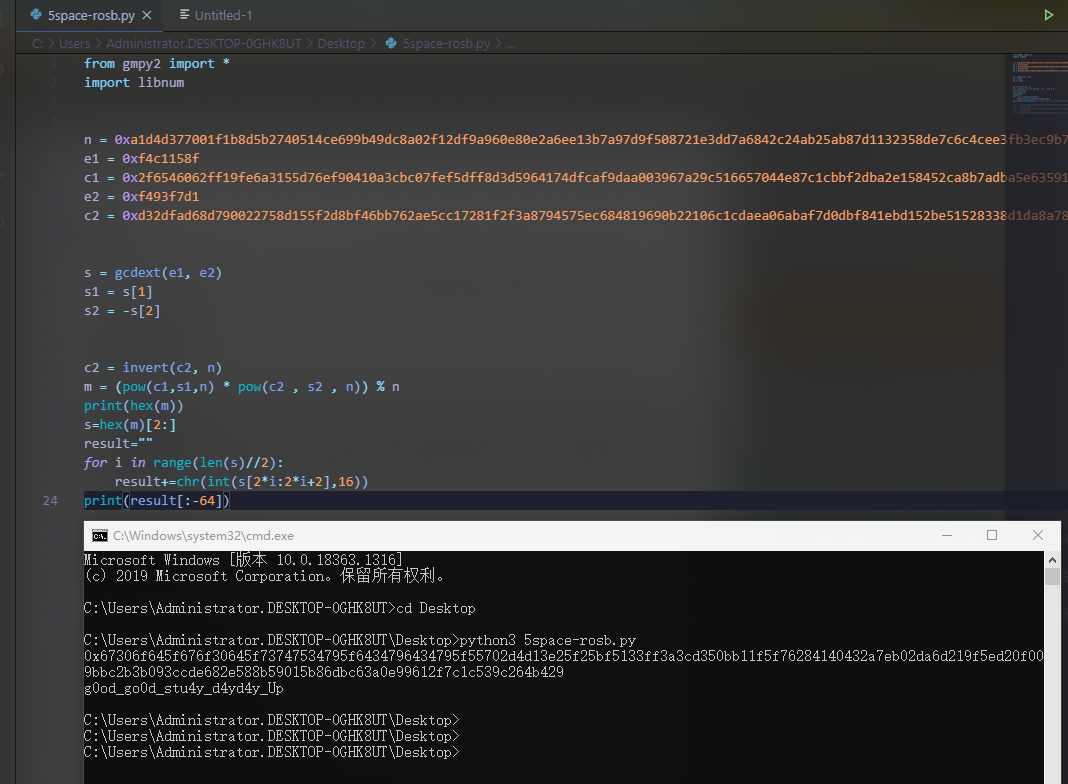 5space-rosb.py
Untitled-1
C: > Users > Administrator.DESKTOP-0GHK8UT > Desktop > 5space-rosb.py > ...
from gmpy2 import *
import libnum
n = 0xa1d4d377001f1b8d5b2740514ce699b49dc8a02f12df9a960e80e2a6ee13b7a97d9f508721e3dd7a6842c24ab25ab87d1132358de7c6c4cee3fb3ec9b7
e1 = 0xf4c1158f
c1 = 0x2f6546062ff19fe6a3155d76ef90410a3cbc07fef5dff8d3d5964174dfcaf9daa003967a29c516657044e87c1cbbf2dba2e158452ca8b7adba5e63591
e2 = 0xf493f7d1
c2 = 0xd32dfad68d790022758d155f2d8bf46bb762ae5cc17281f2f3a8794575ec684819690b22106c1cdaea06abaf7d0dbf841ebd152be51528338d1da8a78
s = gcdext(e1, e2)
s1 = s[1]
s2 = -s[2]
c2 = invert(c2, n)
m = (pow(c1,s1,n) * pow(c2 , s2 , n)) % n
print(hex(m))
s=hex(m)[2:]
result=""
for i in range(len(s)//2):
result+=chr(int(s[2*i:2*i+2],16))
24 print(result[:-64])
C:\Windows\system32\cmd.exe
Microsoft Windows [版本 10.0.18363.1316]
(c) 2019 Microsoft Corporation。保留所有权利。
C:\Users\Administrator.DESKTOP-0GHK8UT>cd Desktop
C:\Users\Administrator.DESKTOP-0GHK8UT\Desktop>python3 5space-rosb.py
0x67306f645f676f30645f73747534795f6434796434795f55702d4d13e25f25bf5133ff3a3cd350bb11f5f76284140432a7eb02da6d219f5ed20f00
9bbc2b3b093ccde682e588b59015b86dbc63a0e99612f7c1c539c264b429
g0od_go0d_stu4y_d4yd4y_Up
C:\Users\Administrator.DESKTOP-0GHK8UT\Desktop>
C:\Users\Administrator.DESKTOP-0GHK8UT\Desktop>
C:\Users\Administrator.DESKTOP-0GHK8UT\Desktop>